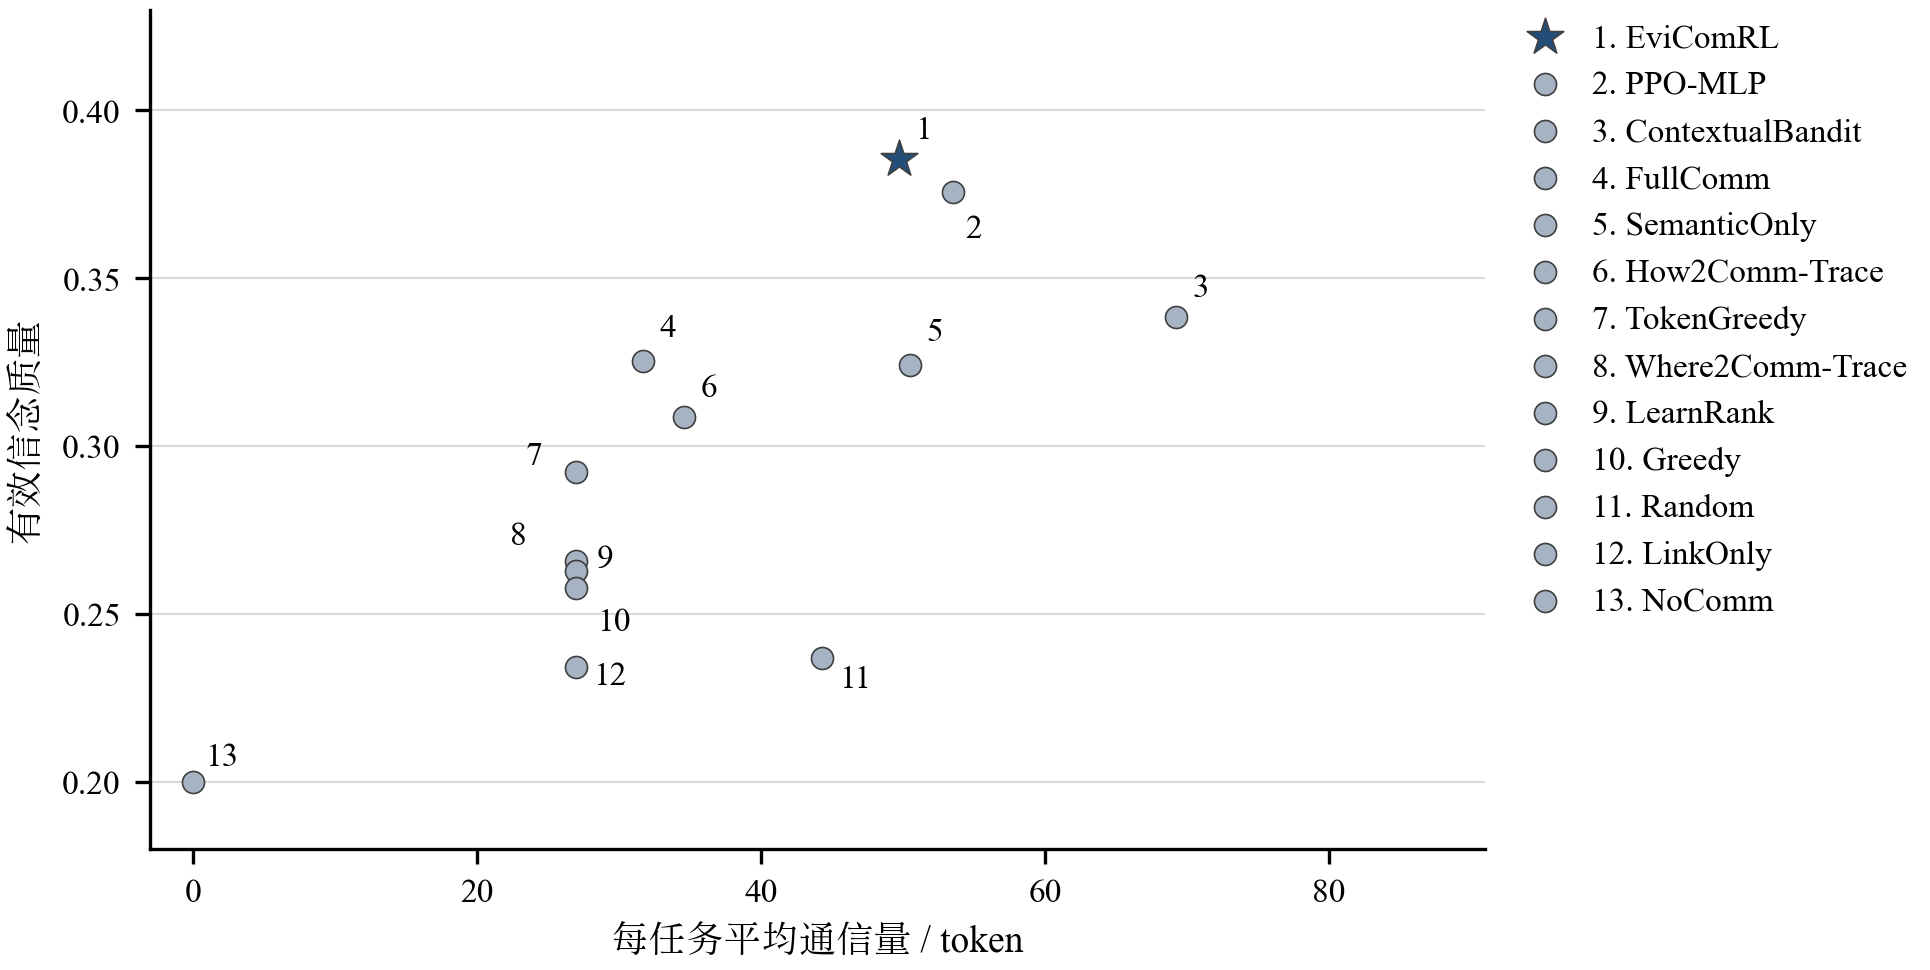 0.40
0.35
0.30
0.25
0.20
有效信念质量
1
2
3
4
5
6
7
8
9
10
11
12
13
0
20
40
60
80
每任务平均通信量 / token
1. EviComRL
2. PPO-MLP
3. ContextualBandit
4. FullComm
5. SemanticOnly
6. How2Comm-Trace
7. TokenGreedy
8. Where2Comm-Trace
9. LearnRank
10. Greedy
11. Random
12. LinkOnly
13. NoComm